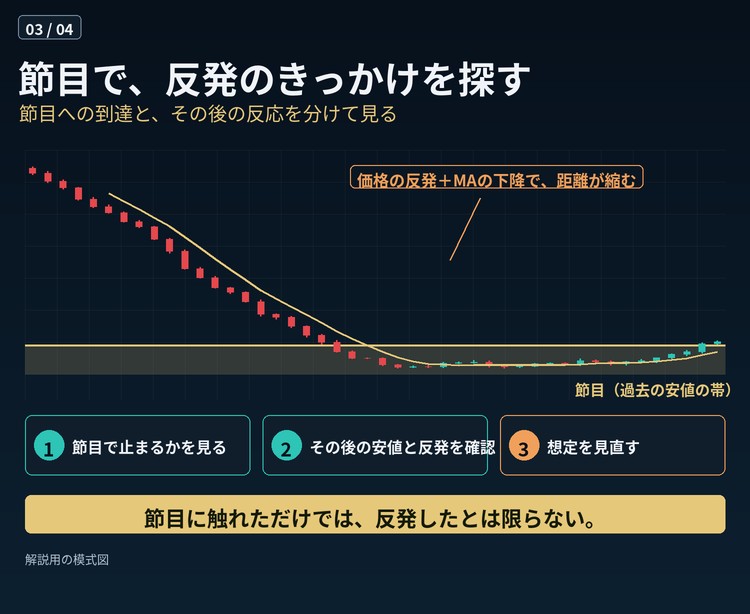 03 / 04
節目で、反発のきっかけを探す
節目への到達と、その後の反応を分けて見る
価格の反発＋MAの下降で、距離が縮む
節目（過去の安値の帯）
1 節目で止まるかを見る
2 その後の安値と反発を確認
3 想定を見直す
節目に触れただけでは、反発したとは限らない。
解説用の模式図